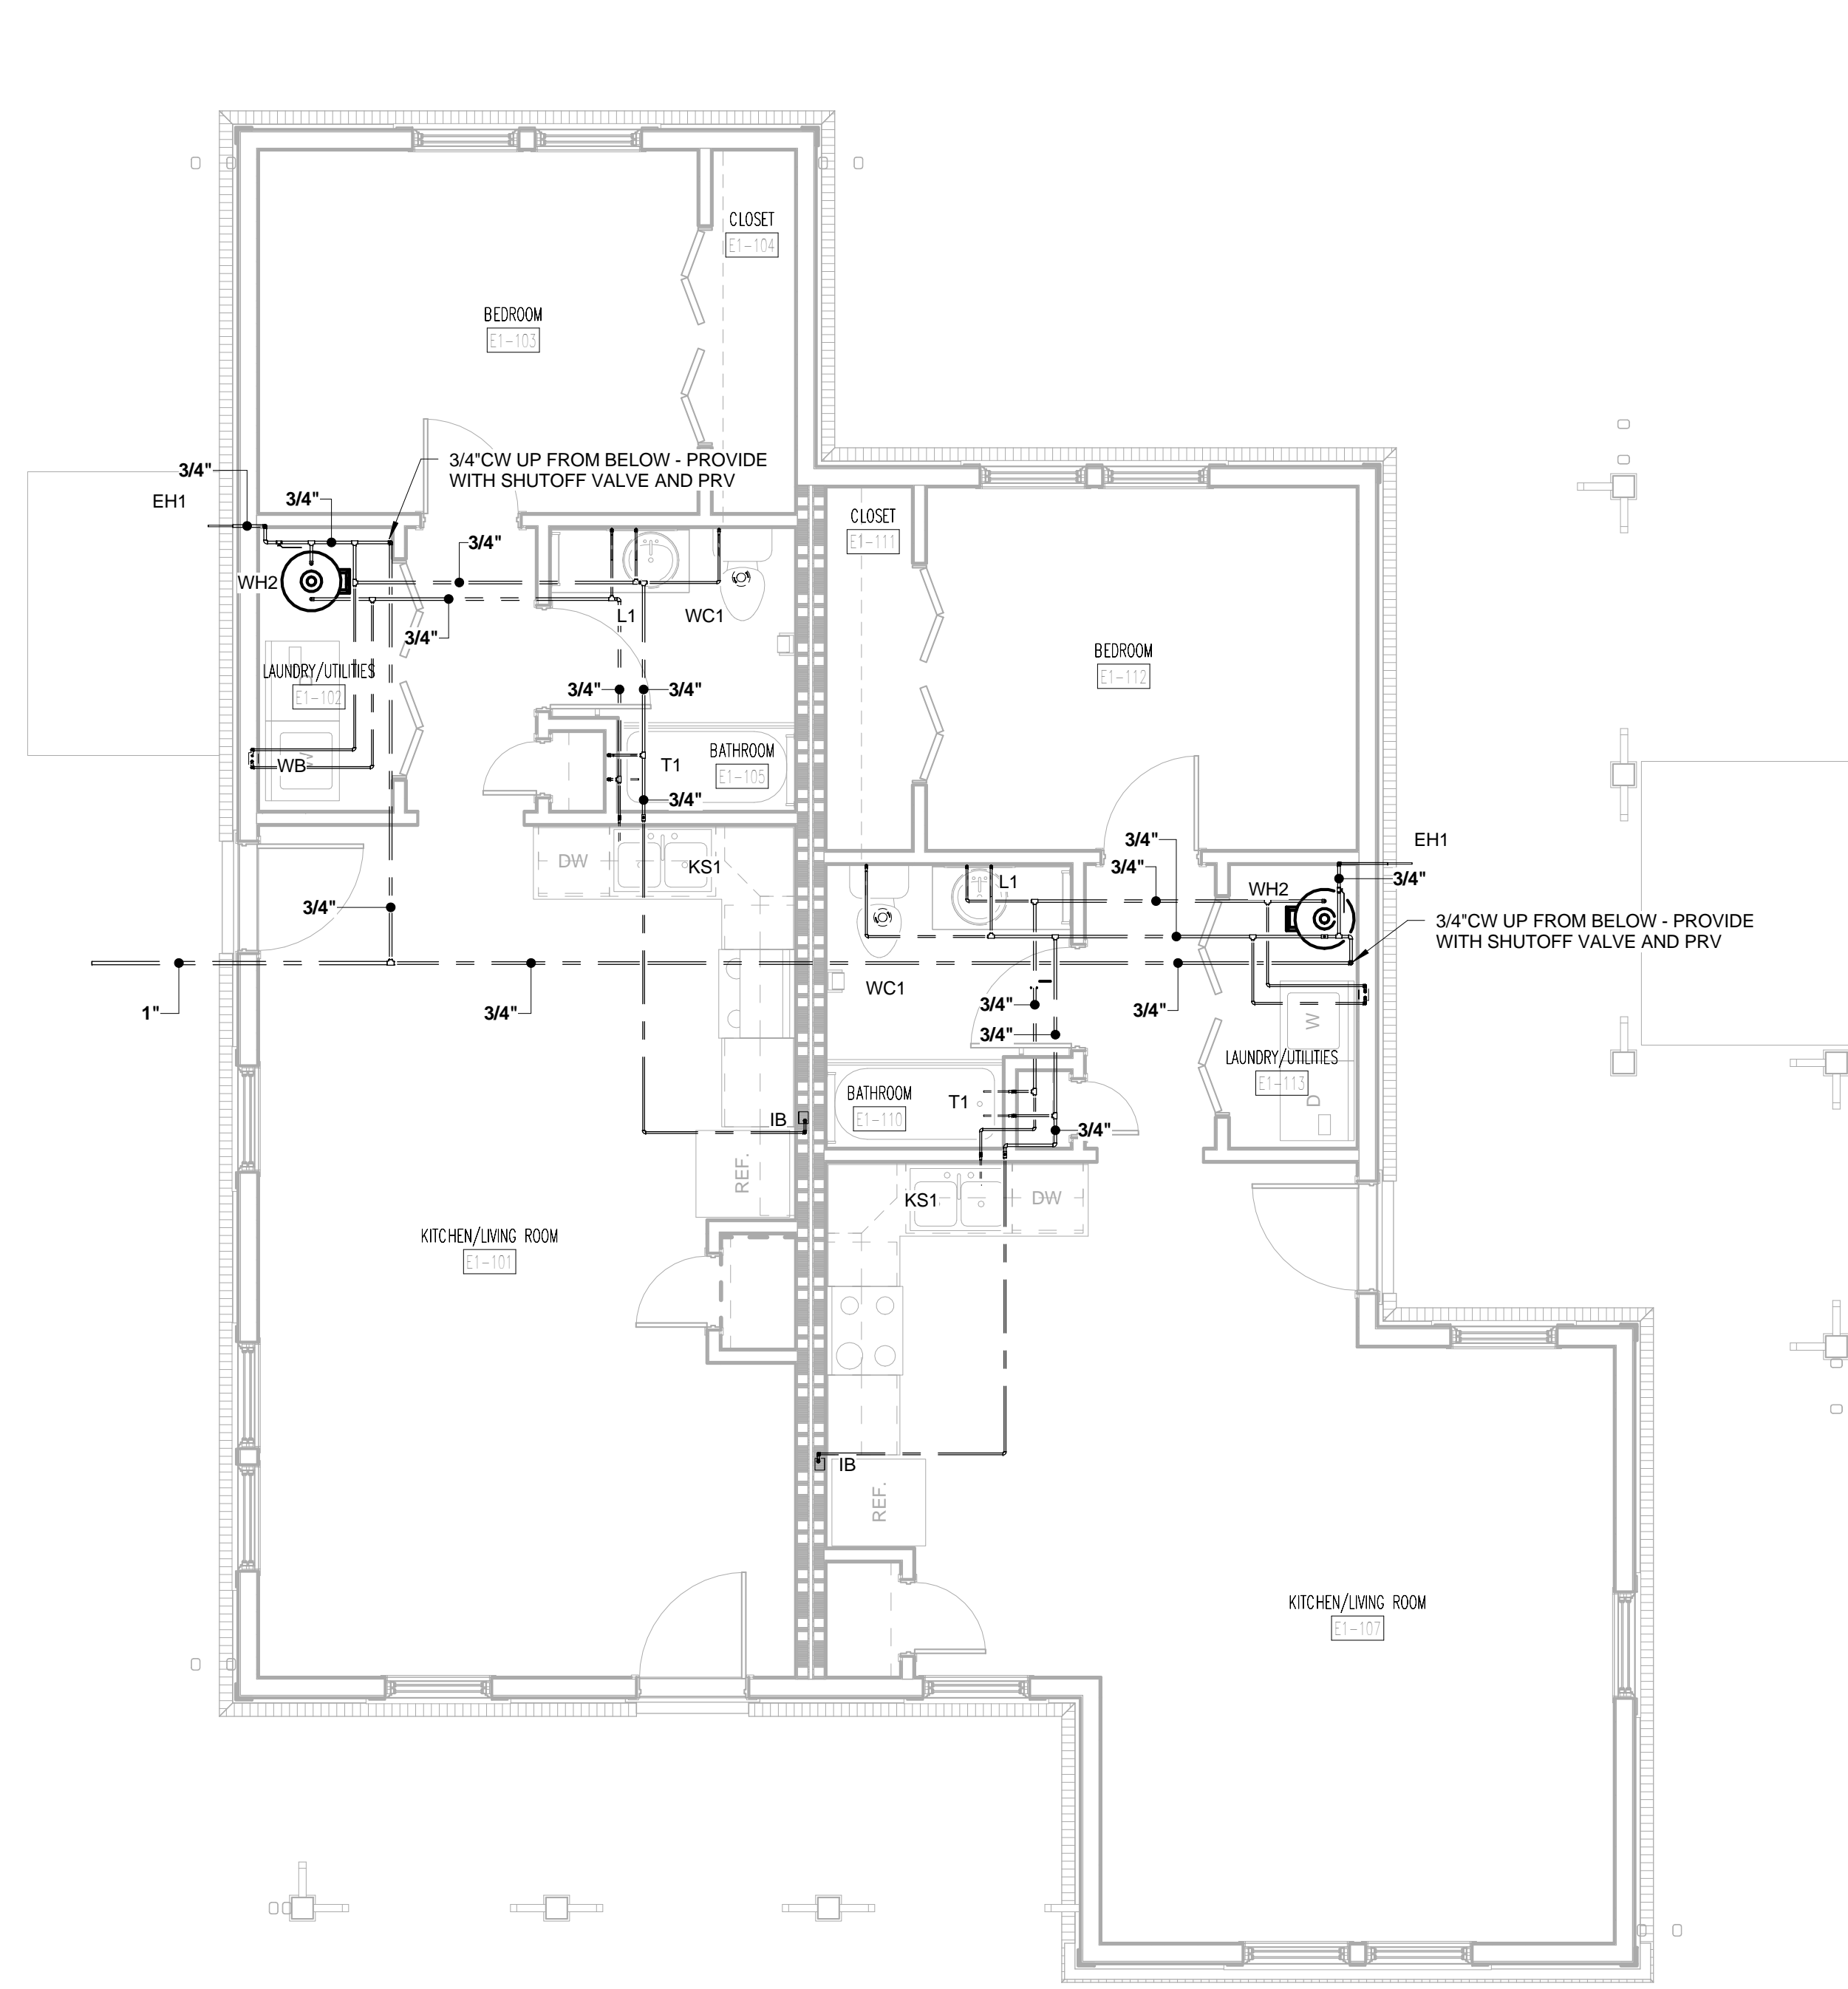 CLOSET
E1-104
BEDROOM
E1-103
3/4"CW UP FROM BELOW - PROVIDE
WITH SHUTOFF VALVE AND PRV
3/4"
EH1
3/4"
3/4"
WH2
3/4"
L1
WC1
LAUNDRY/UTILITIES
E1-102
D
W
WB
3/4"
3/4"
BATHROOM
E1-105
T1
3/4"
DW
KS1
3/4"
1"
3/4"
IB
REF.
KITCHEN/LIVING ROOM
E1-101
CLOSET
E1-111
BEDROOM
E1-112
3/4"
3/4"
EH1
3/4"
L1
WH2
3/4"CW UP FROM BELOW - PROVIDE
WITH SHUTOFF VALVE AND PRV
WC1
3/4"
3/4"
3/4"
W
LAUNDRY/UTILITIES
E1-113
D
BATHROOM
E1-110
T1
3/4"
KS1
DW
IB
REF.
KITCHEN/LIVING ROOM
E1-107